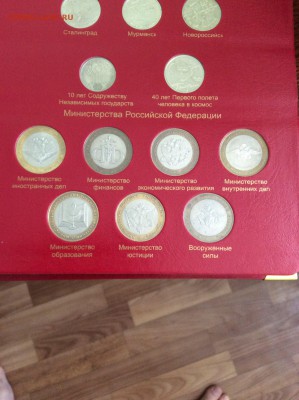 Сталинград Мурманск Новороссийск
10 лет Содружеству
Независимых государств
40 лет Первого полета
человека в космос
Министерства Российской Федерации
Министерство
иностранных дел
Министерство
финансов
Министерство
экономического развития
Министерство
внутренних дел
Министерство
образования
Министерство
юстиции
Вооружённые
силы